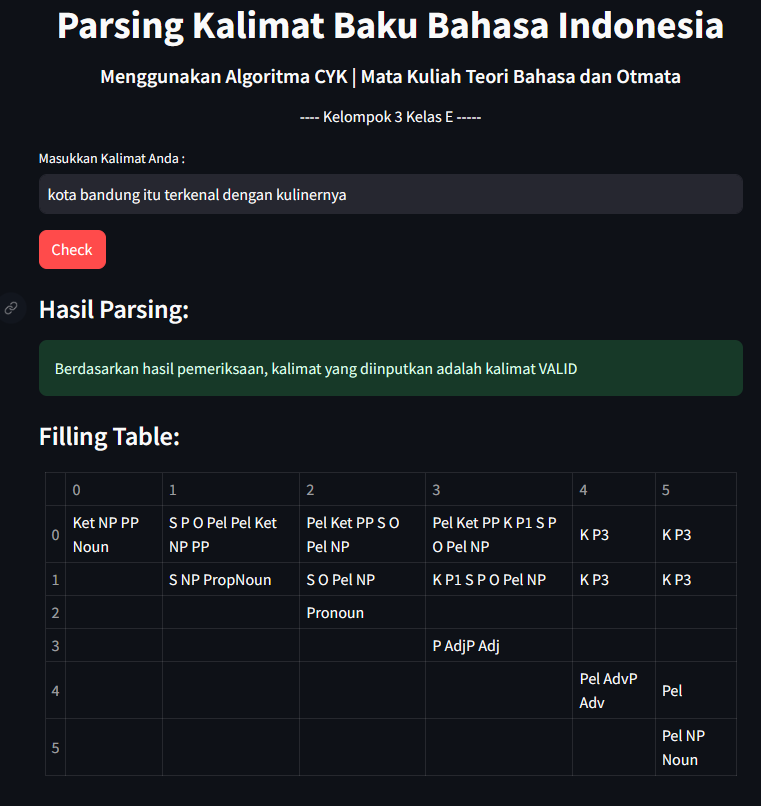 Parsing Kalimat Baku Bahasa Indonesia
Menggunakan Algoritma CYK | Mata Kuliah Teori Bahasa dan Otmata
---- Kelompok 3 Kelas E -----
Masukkan Kalimat Anda :
kota bandung itu terkenal dengan kulinernya
Check
Hasil Parsing:
Berdasarkan hasil pemeriksaan, kalimat yang diinputkan adalah kalimat VALID
Filling Table:
0 1 2 3 4 5
0 Ket NP PP Noun S P O Pel Pel Ket NP PP Pel Ket PP S O Pel NP Pel Ket PP K P1 S P O Pel NP K P3 K P3
1 S NP PropNoun S O Pel NP K P1 S P O Pel NP K P3 K P3
2 Pronoun
3 P AdjP Adj
4 Pel AdvP Adv Pel
5 Pel NP Noun